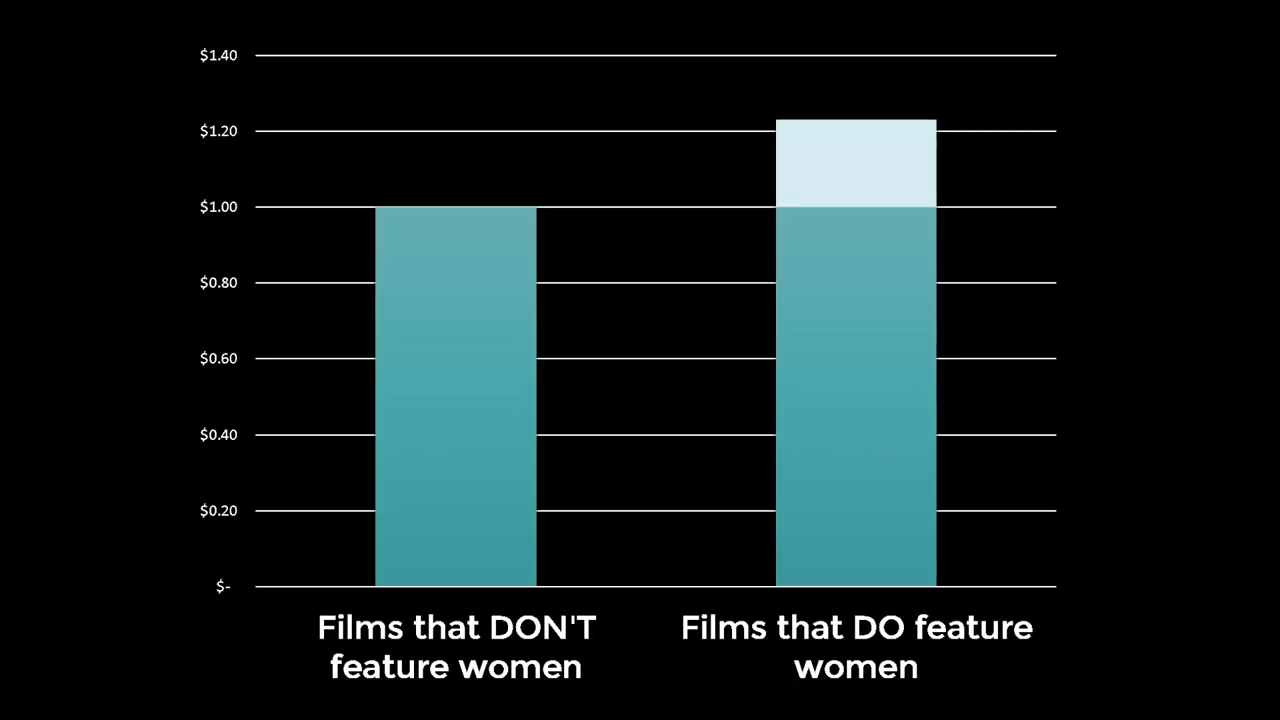 $1.40
$1.20
$1.00
$0.80
$0.60
$0.40
$0.20
$-
Films that DON'T
feature women
Films that DO feature
women